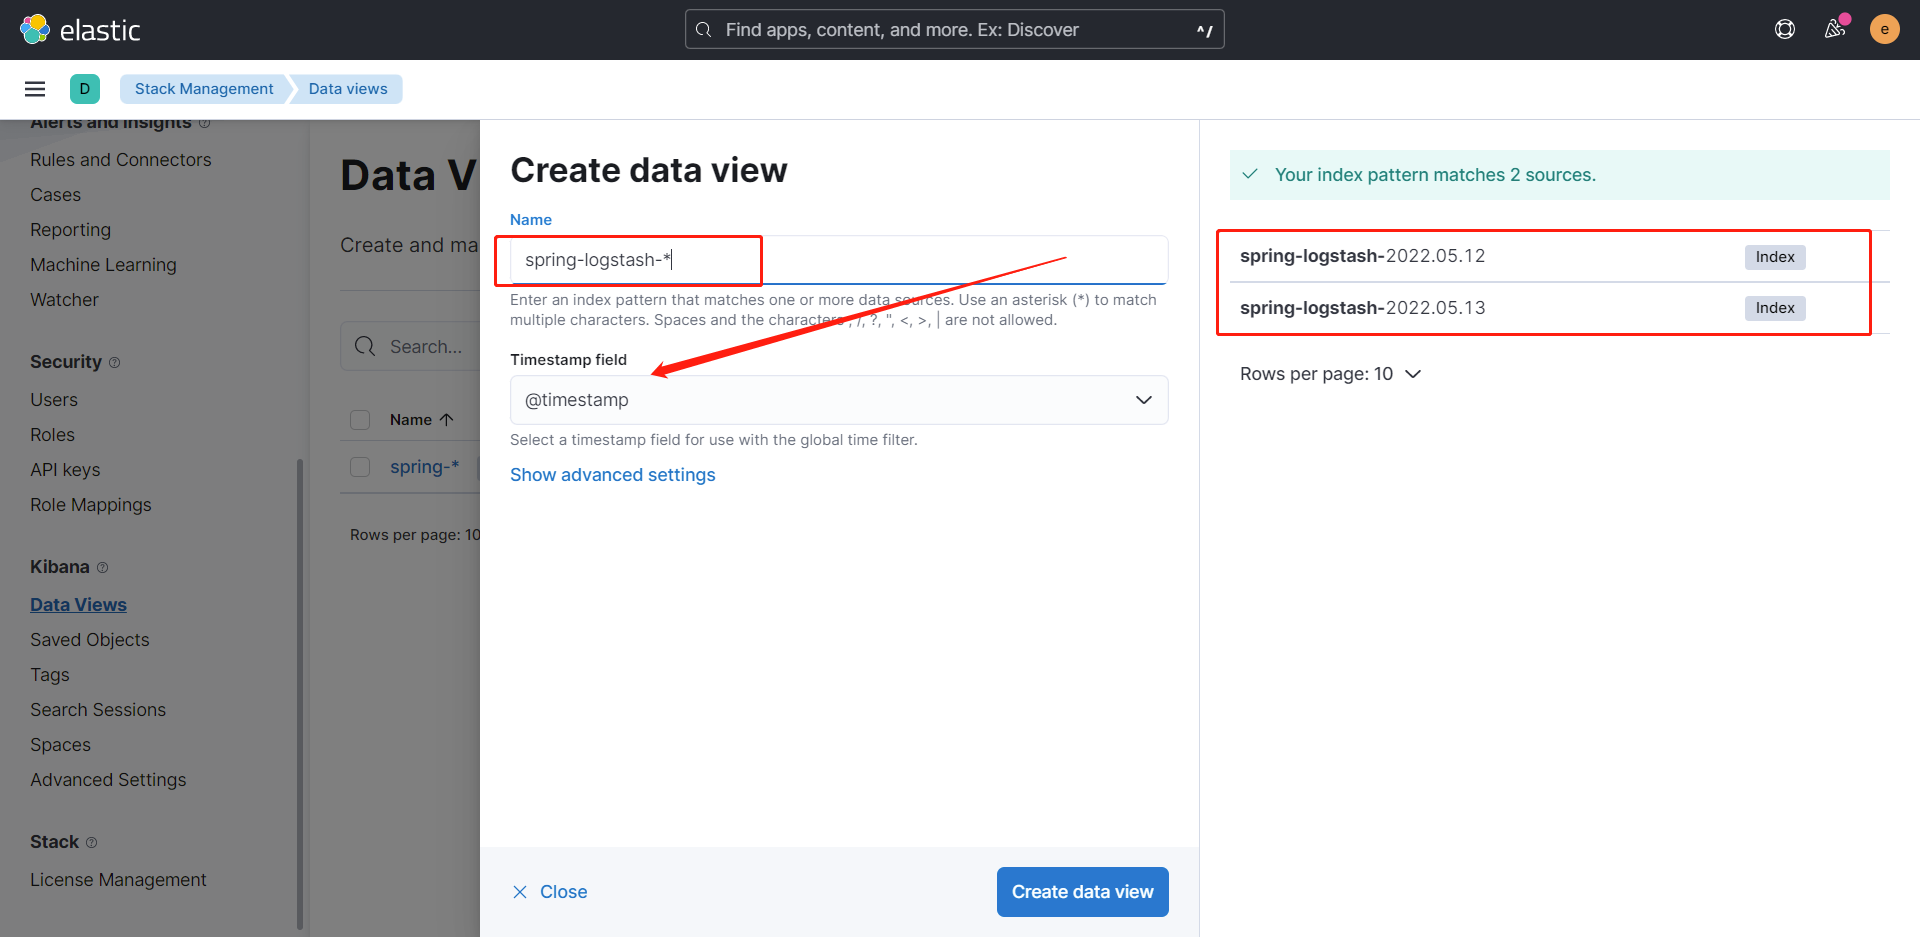 elastic
Find apps, content, and more. Ex: Discover
^/
e
D
Stack Management
Data views
Alerts and Insights
Rules and Connectors
Cases
Reporting
Machine Learning
Watcher
Security
Users
Roles
API keys
Role Mappings
Kibana
Data Views
Saved Objects
Tags
Search Sessions
Spaces
Advanced Settings
Stack
License Management
Data V
Create and ma
Search...
Name
spring-*
Rows per page: 10
Create data view
Name
spring-logstash-*
Enter an index pattern that matches one or more data sources. Use an asterisk (*) to match
multiple characters. Spaces and the characters , /, ?, ", <, >, | are not allowed.
Timestamp field
@timestamp
Select a timestamp field for use with the global time filter.
Show advanced settings
Close
Create data view
Your index pattern matches 2 sources.
spring-logstash-2022.05.12 Index
spring-logstash-2022.05.13 Index
Rows per page: 10